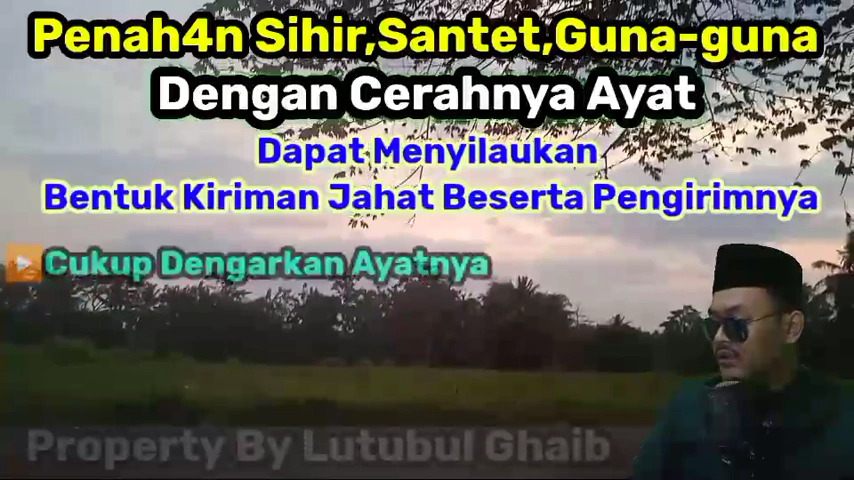 Penah4n Sihir,Santet,Guna-guna
Dengan Cerahnya Ayat
Dapat Menyilaukan
Bentuk Kiriman Jahat Beserta Pengirimnya
Cukup Dengarkan Ayatnya
Property By Lutubul Ghaib